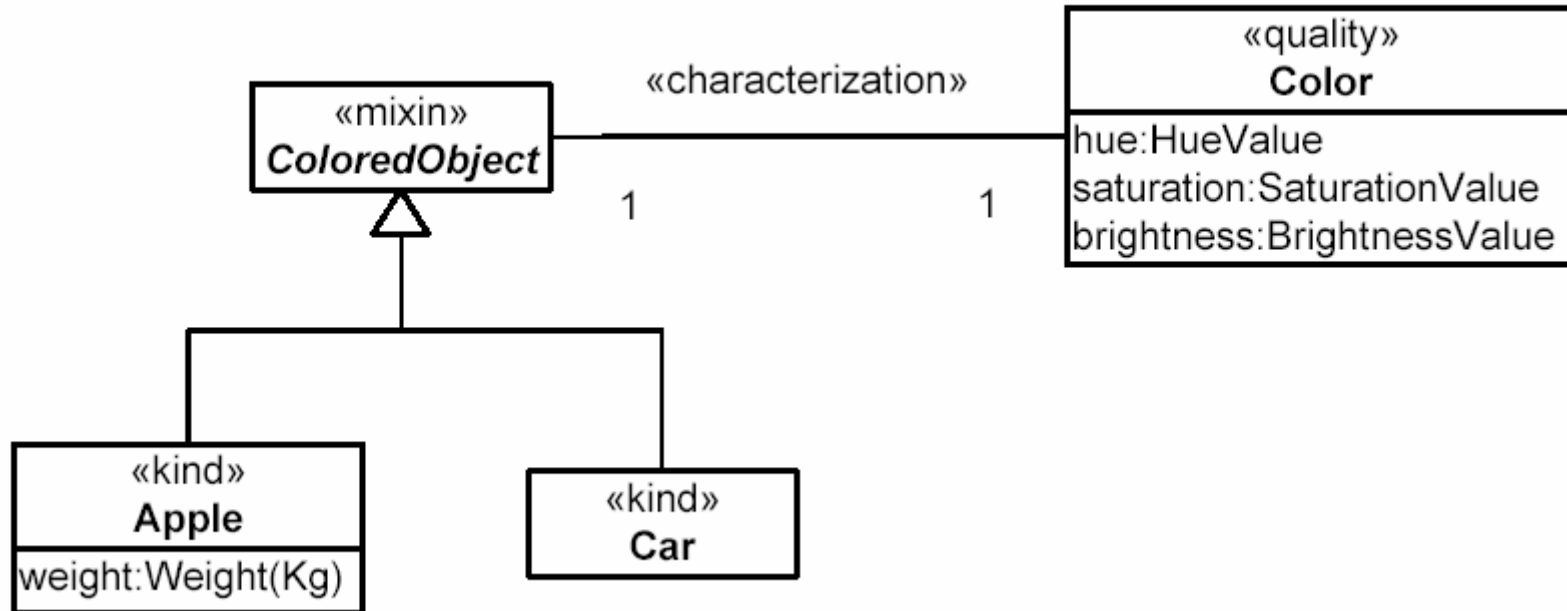 «mixin»
ColoredObject
«characterization»
1
1
«quality»
Color
hue:HueValue
saturation:SaturationValue
brightness:BrightnessValue
«kind»
Apple
weight:Weight(Kg)
«kind»
Car